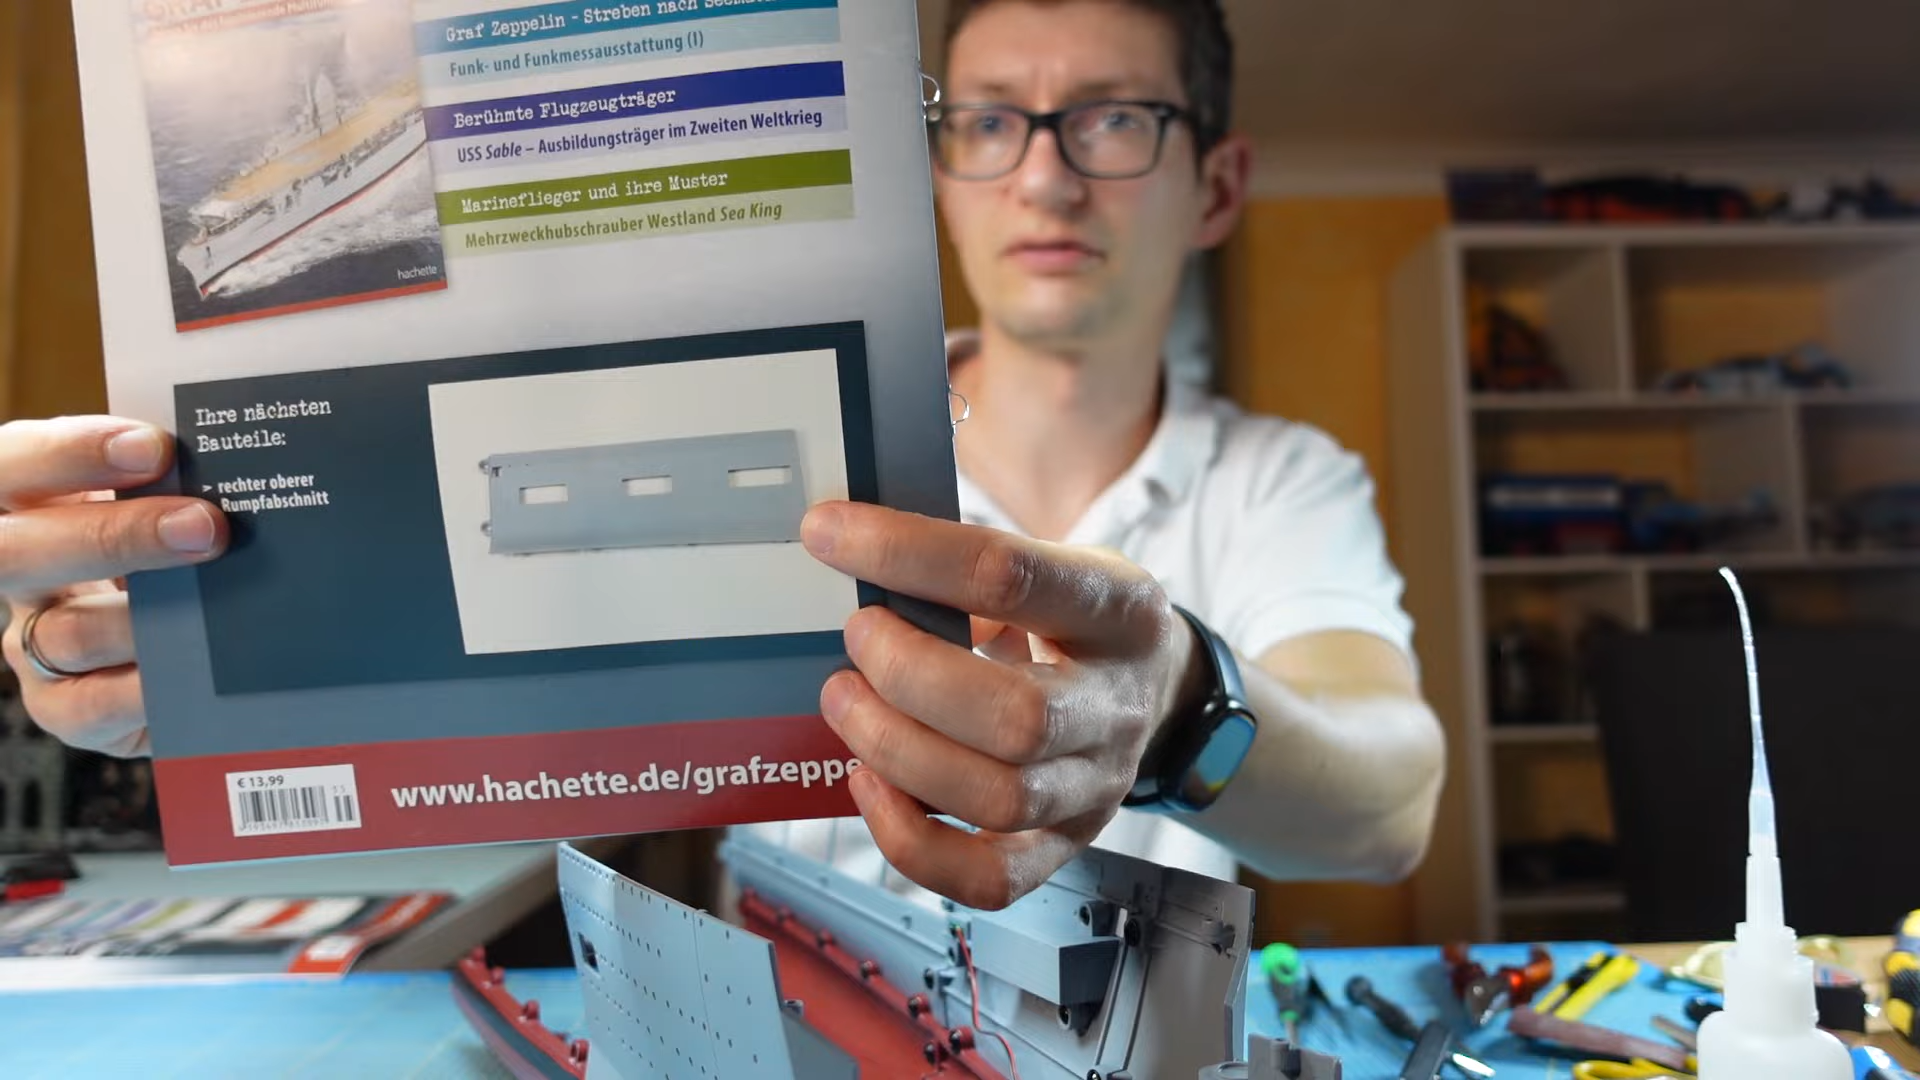 Graf Zeppelin - Streben nach
Funk- und Funkmessausstattung (I)
Berühmte Flugzeugträger
USS Sable – Ausbildungsträger im Zweiten Weltkrieg
Marineflieger und ihre Muster
Mehrzweckhubschrauber Westland Sea King
hachette
Ihre nächsten
Bauteile:
➤ rechter oberer
Rumpfabschnitt
€ 13,99
www.hachette.de/grafzeppe